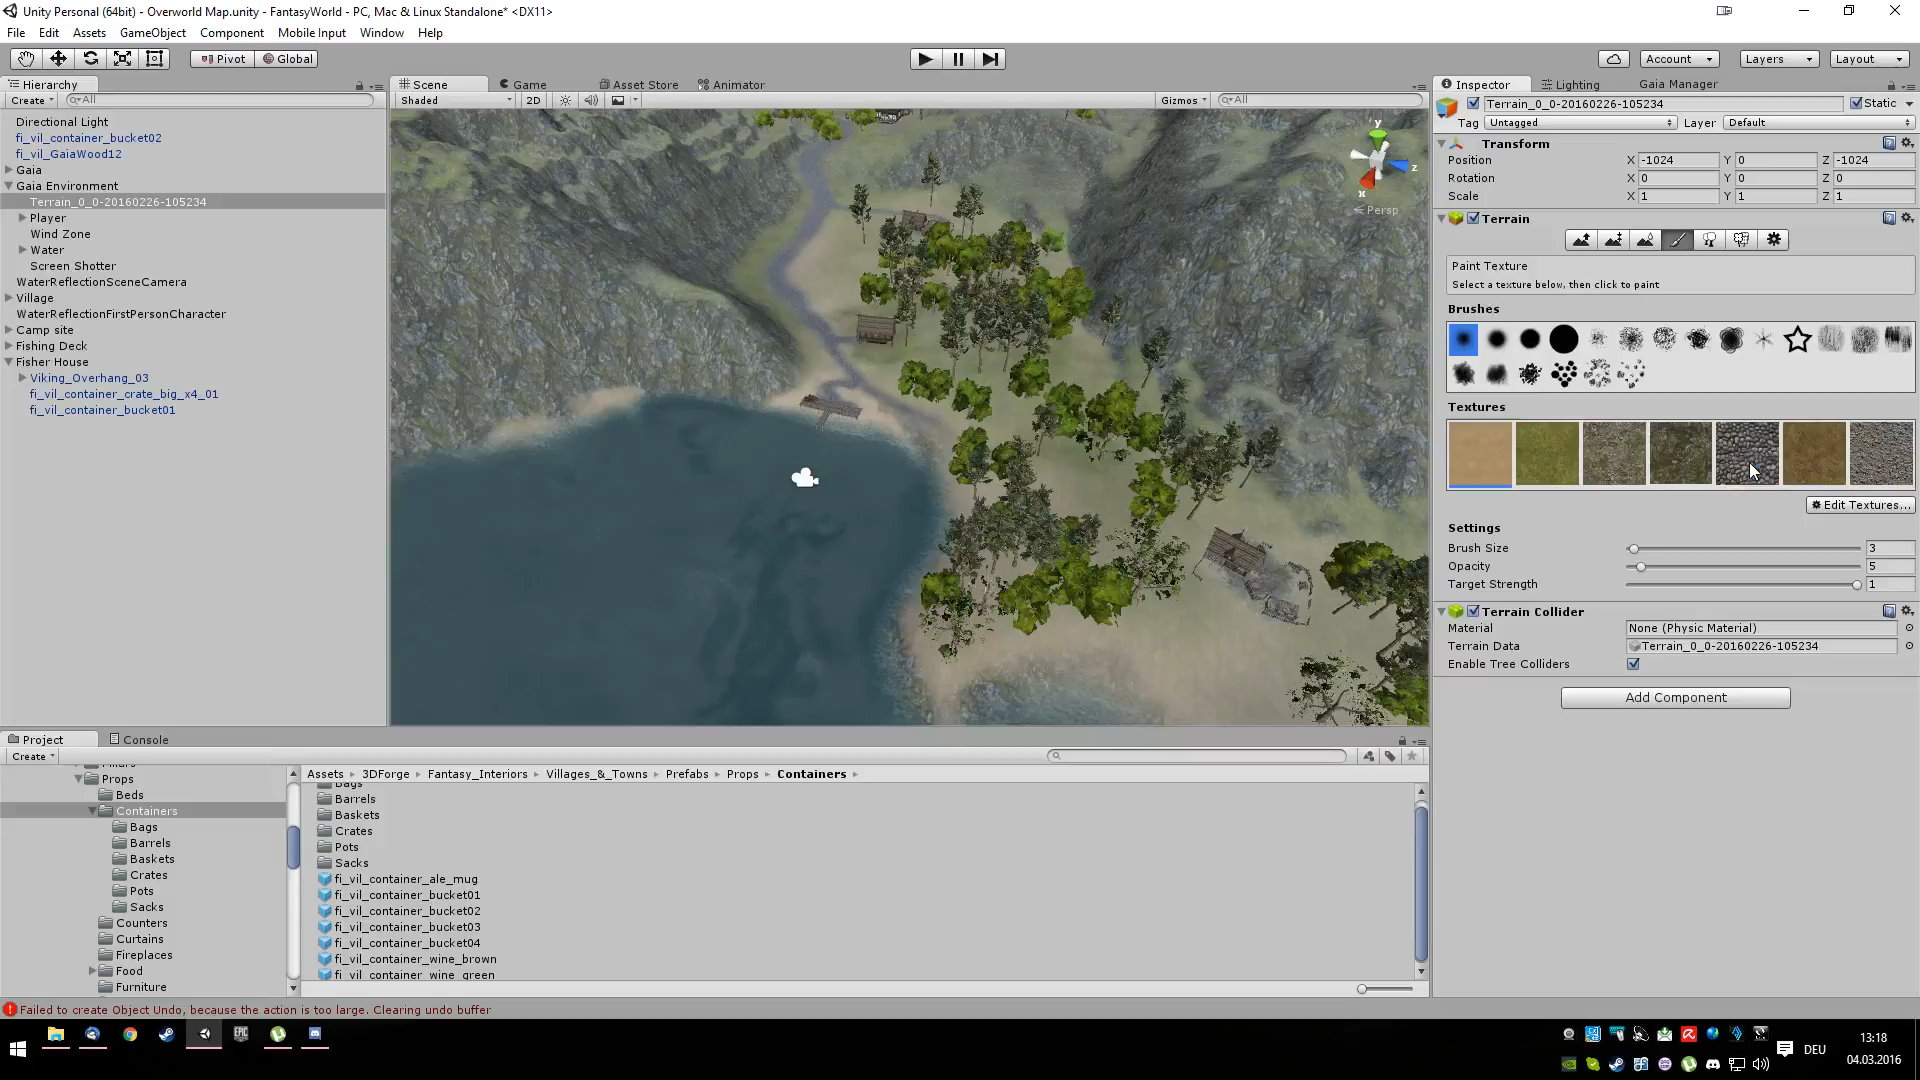 Unity Personal (64bit) - Overworld Map.unity - FantasyWorld - PC, Mac & Linux Standalone* <DX11>
File Edit Assets GameObject Component Mobile Input Window Help
Pivot Global Account Layers Layout
Hierarchy
Create All
Directional Light
fi_vil_container_bucket02
fi_vil_GaiaWood12
Gaia
Gaia Environment
Terrain_0_0-20160226-105234
Player
Wind Zone
Water
Screen Shotter
WaterReflectionSceneCamera
Village
WaterReflectionFirstPersonCharacter
Camp site
Fishing Deck
Fisher House
Viking_Overhang_03
fi_vil_container_crate_big_x4_01
fi_vil_container_bucket01
Scene Game Asset Store Animator
Shaded 2D Gizmos All
y
z
x
Persp
Inspector Lighting Gaia Manager
Terrain_0_0-20160226-105234 Static
Tag Untagged Layer Default
Transform
Position X -1024 Y 0 Z -1024
Rotation X 0 Y 0 Z 0
Scale X 1 Y 1 Z 1
Terrain
Paint Texture
Select a texture below, then click to paint
Brushes
Textures
Edit Textures...
Settings
Brush Size 3
Opacity 5
Target Strength 1
Terrain Collider
Material None (Physic Material)
Terrain Data Terrain_0_0-20160226-105234
Enable Tree Colliders
Add Component
Project Console
Create
Props
Beds
Containers
Bags
Barrels
Baskets
Crates
Pots
Sacks
Counters
Curtains
Fireplaces
Food
Furniture
Assets 3DForge Fantasy_Interiors Villages_&_Towns Prefabs Props Containers
Bags
Barrels
Baskets
Crates
Pots
Sacks
fi_vil_container_ale_mug
fi_vil_container_bucket01
fi_vil_container_bucket02
fi_vil_container_bucket03
fi_vil_container_bucket04
fi_vil_container_wine_brown
fi_vil_container_wine_green
Failed to create Object Undo, because the action is too large. Clearing undo buffer
EPIC
DEU
13:18
04.03.2016